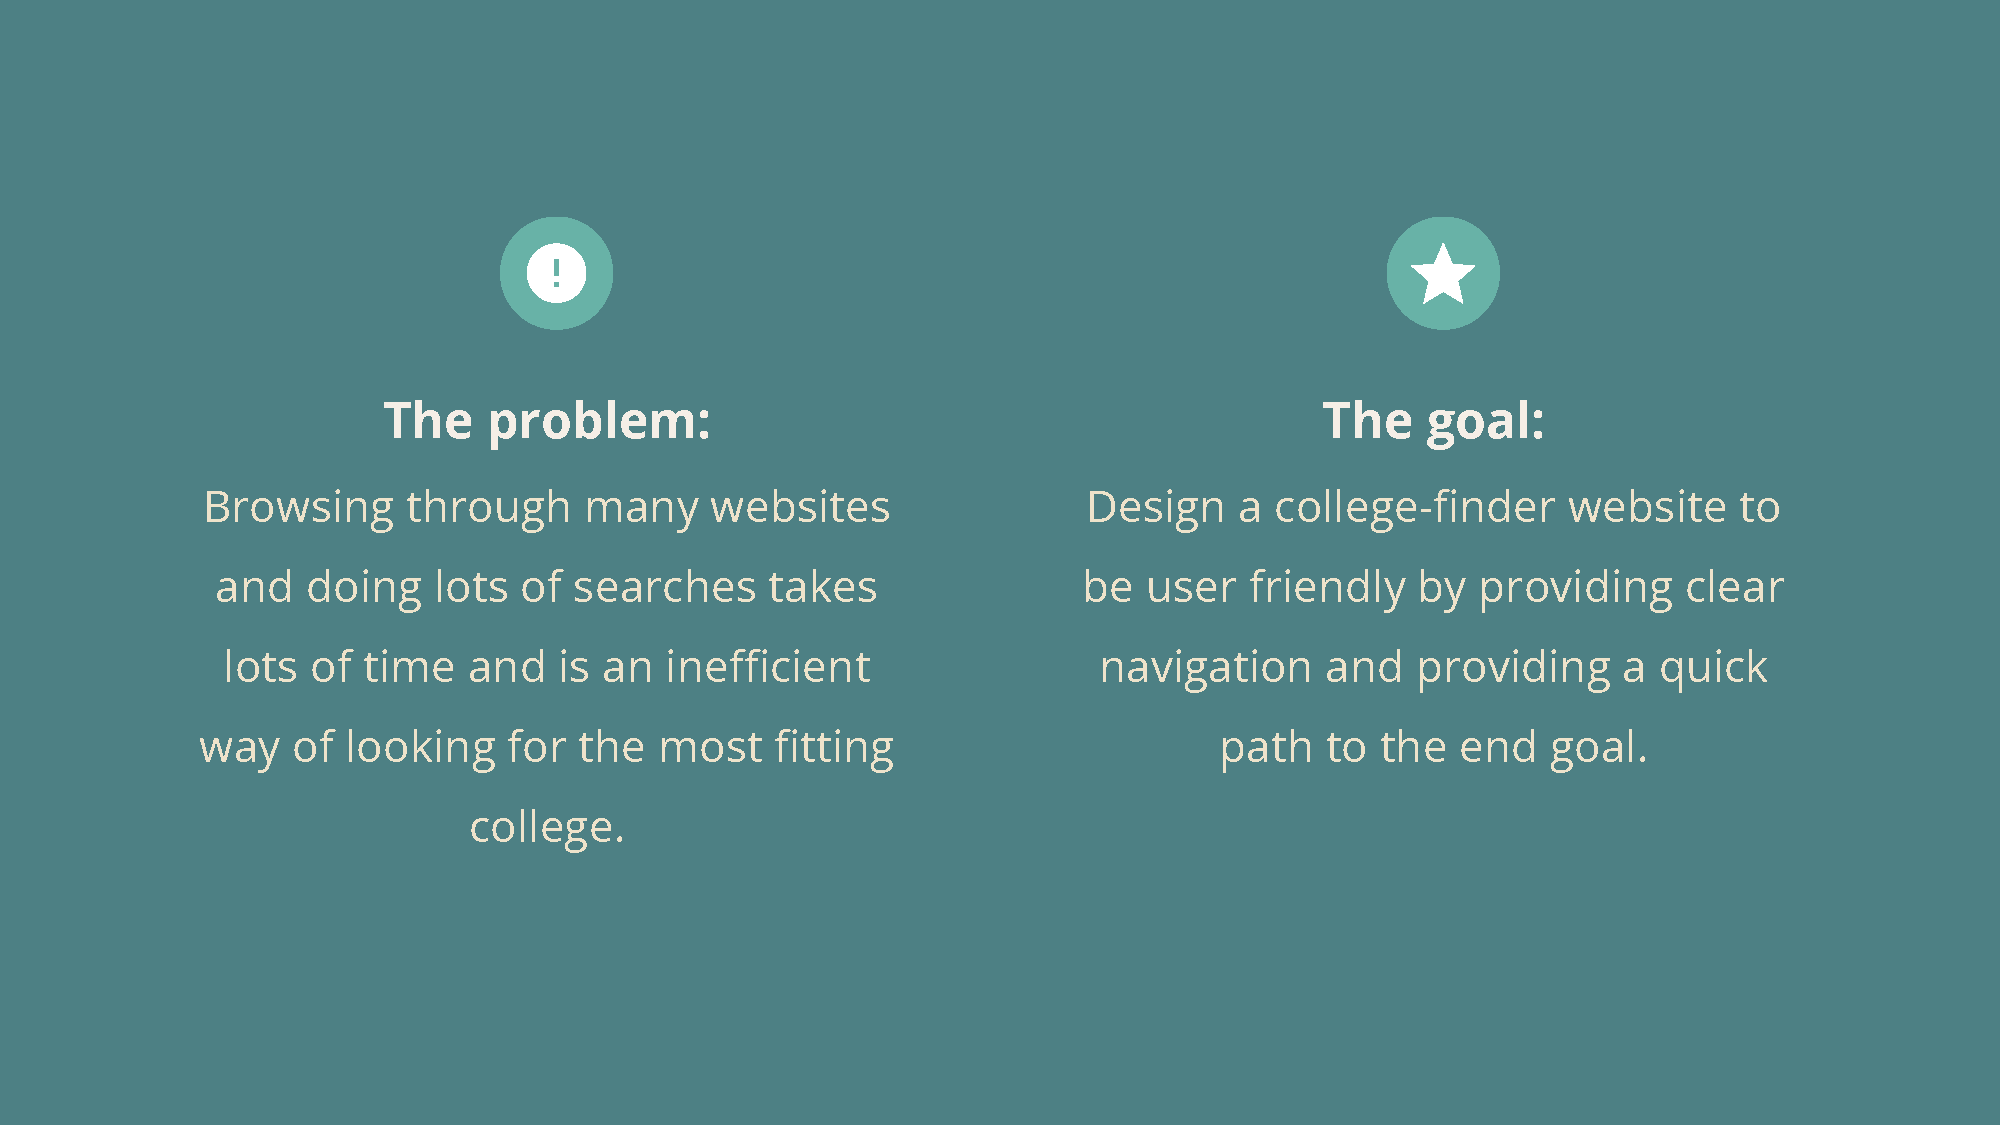 The problem:
Browsing through many websites
and doing lots of searches takes
lots of time and is an inefficient
way of looking for the most fitting
college.
The goal:
Design a college-finder website to
be user friendly by providing clear
navigation and providing a quick
path to the end goal.